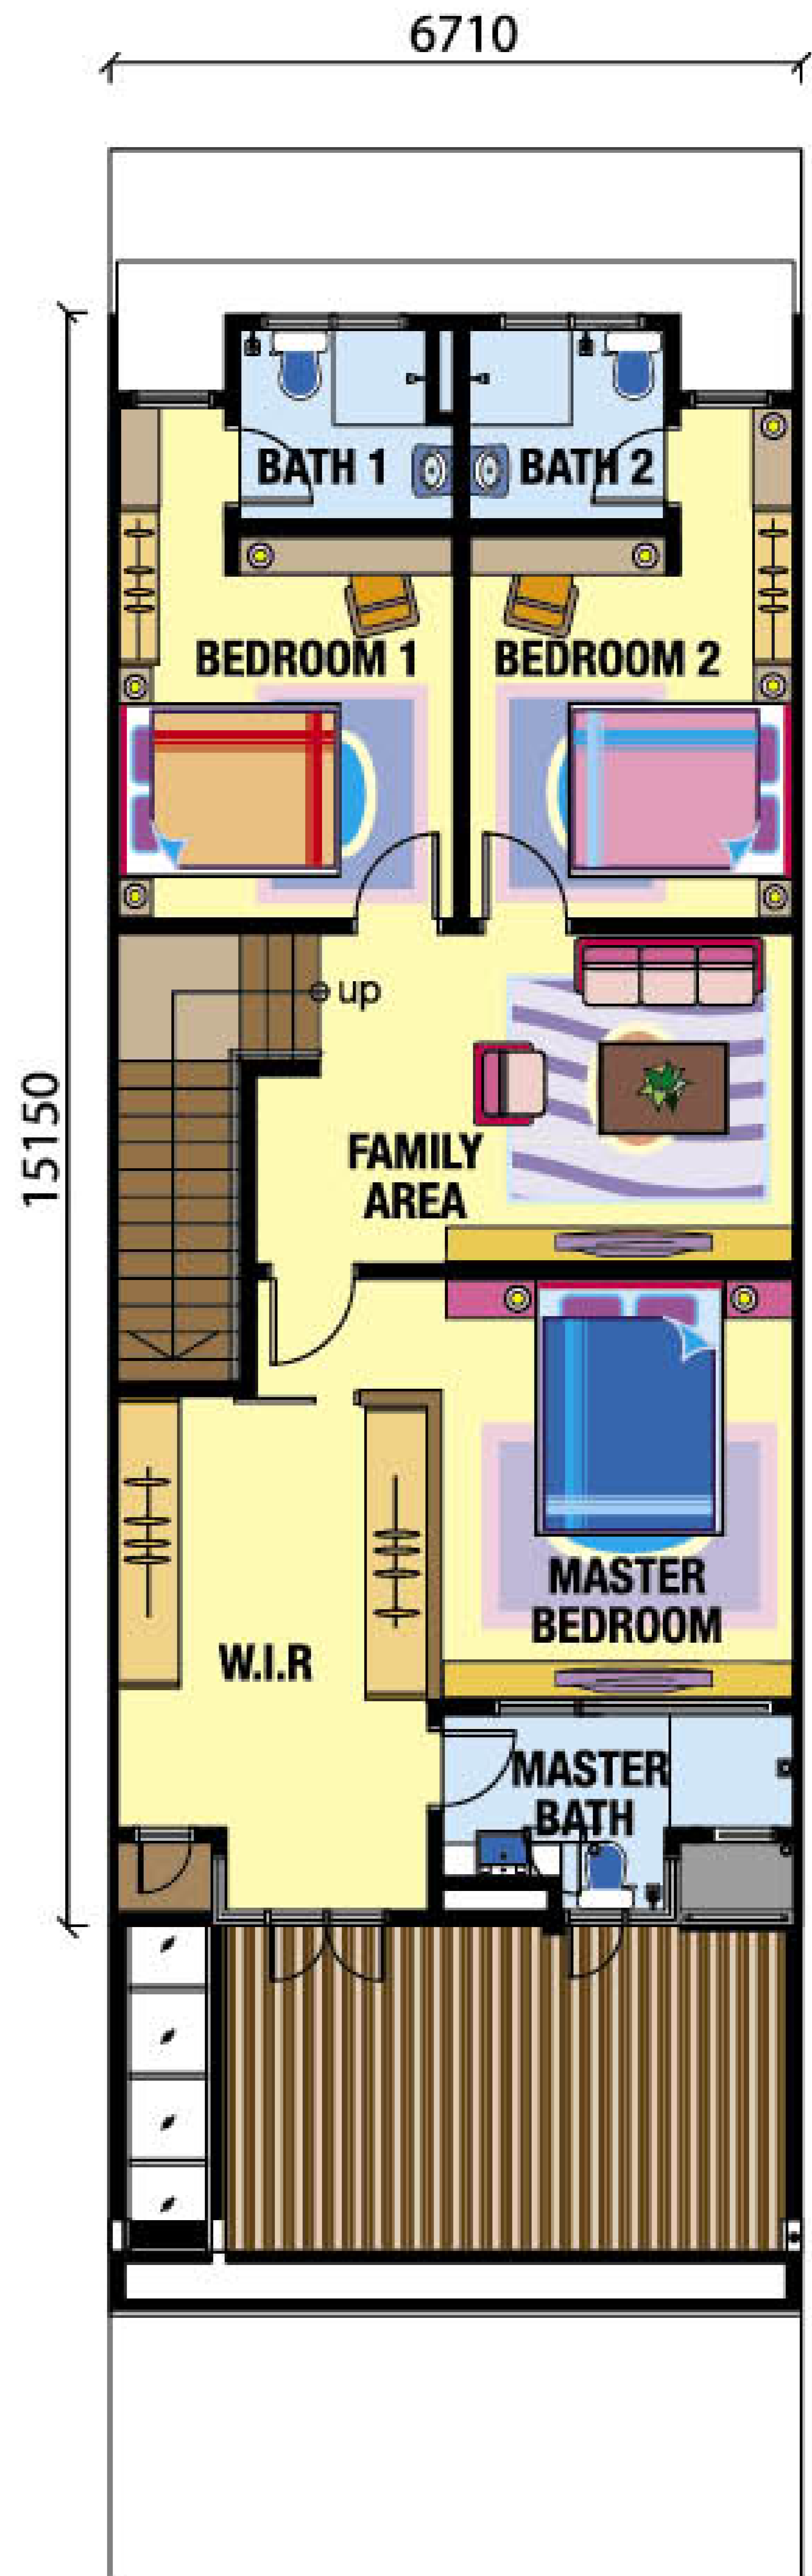 6710
BATH 1
BATH 2
BEDROOM 1
BEDROOM 2
up
15150
FAMILY
AREA
MASTER
BEDROOM
W.I.R
MASTER
BATH